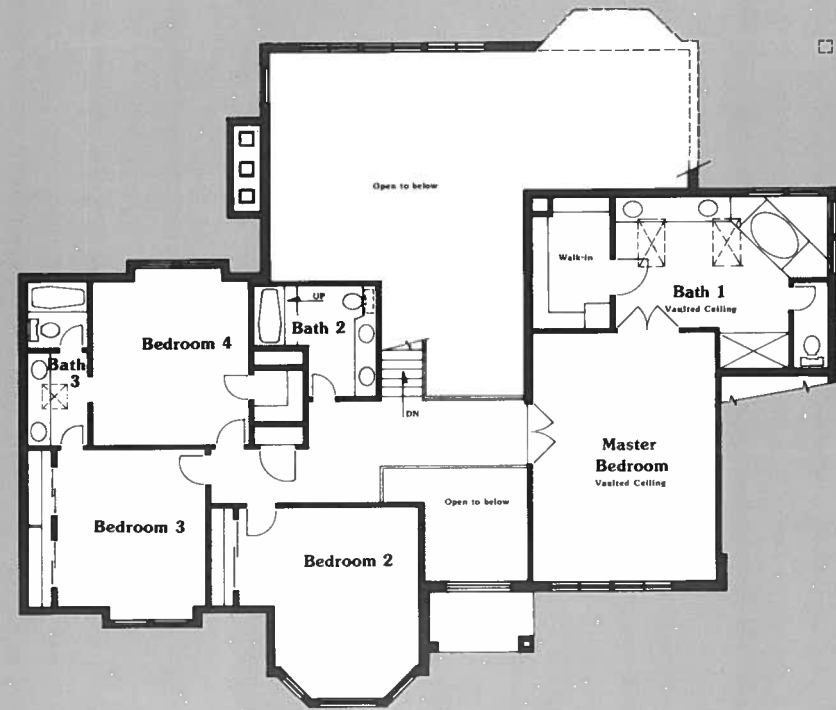 Open to below
Walk-in
Bath 1
Vaulted Ceiling
UP
Bath 2
Bedroom 4
Bath
3
DN
Master
Bedroom
Vaulted Ceiling
Open to below
Bedroom 3
Bedroom 2